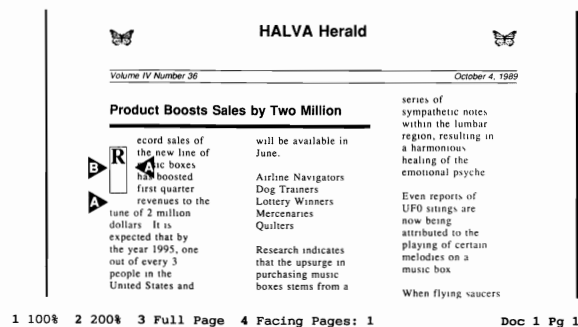 HALVA Herald
Volume IV Number 36 October 4, 1989
Product Boosts Sales by Two Million
R ecord sales of
the new line of
ic boxes
has boosted
first quarter
revenues to the
tune of 2 million
dollars It is
expected that by
the year 1995, one
out of every 3
people in the
United States and
B
A
A
will be available in
June.
Airline Navigators
Dog Trainers
Lottery Winners
Mercenaries
Quilters
Research indicates
that the upsurge in
purchasing music
boxes stems from a
series of
sympathetic notes
within the lumbar
region, resulting in
a harmonious
healing of the
emotional psyche
Even reports of
UFO sitings are
now being
attributed to the
playing of certain
melodies on a
music box
When flying saucers
1 100% 2 200% 3 Full Page 4 Facing Pages: 1 Doc 1 Pg 1